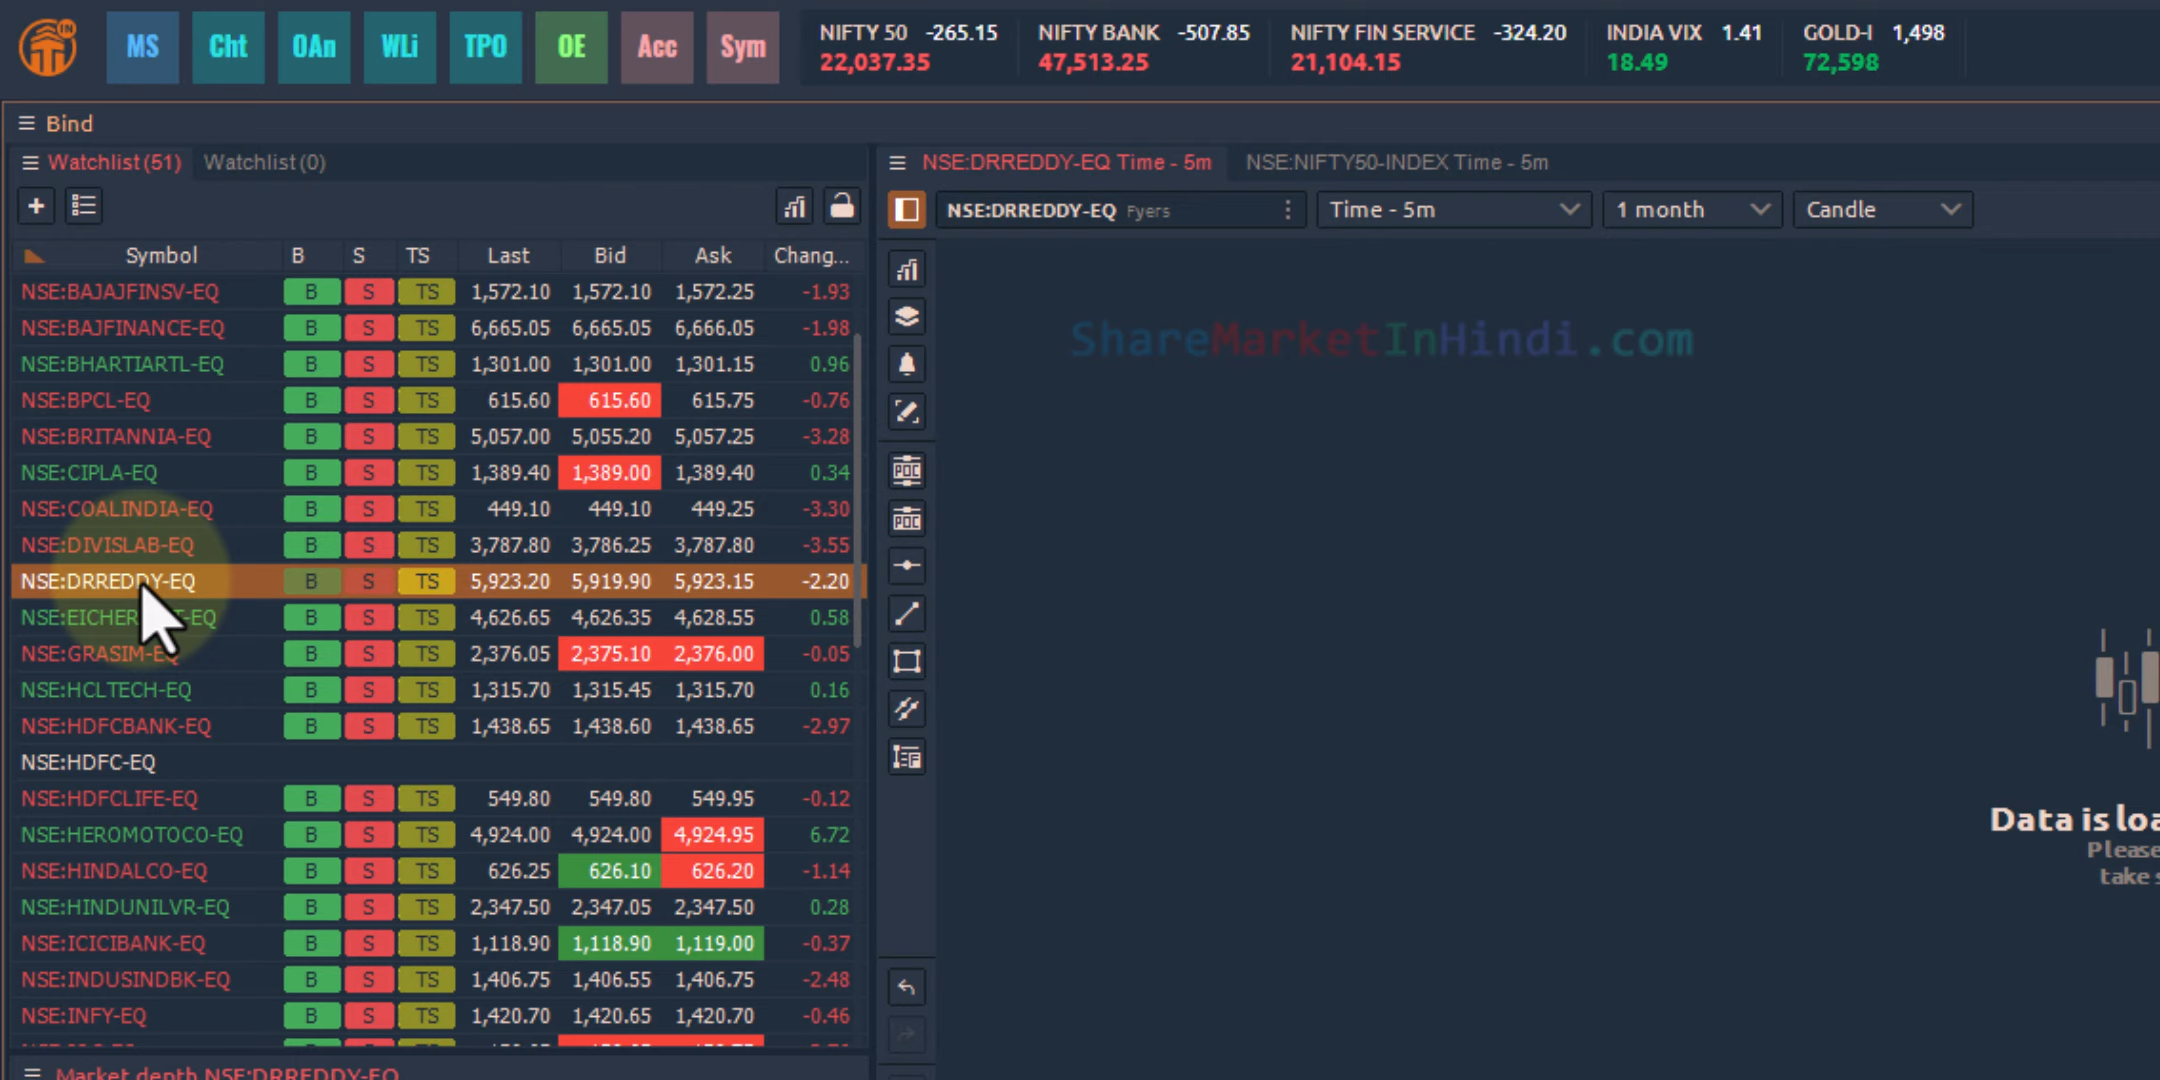 IN
MS Cht OAn WLi TPO OE Acc Sym
NIFTY 50 -265.15 NIFTY BANK -507.85 NIFTY FIN SERVICE -324.20 INDIA VIX 1.41 GOLD-I 1,498
22,037.35 47,513.25 21,104.15 18.49 72,598
Bind
Watchlist (51) Watchlist (0)
NSE:DRREDDY-EQ Time - 5m NSE:NIFTY50-INDEX Time - 5m
NSE:DRREDDY-EQ Fyers Time - 5m 1 month Candle
Symbol B S TS Last Bid Ask Chang...
NSE:BAJAJFINSV-EQ B S TS 1,572.10 1,572.10 1,572.25 -1.93
NSE:BAJFINANCE-EQ B S TS 6,665.05 6,665.05 6,666.05 -1.98
NSE:BHARTIARTL-EQ B S TS 1,301.00 1,301.00 1,301.15 0.96
NSE:BPCL-EQ B S TS 615.60 615.60 615.75 -0.76
NSE:BRITANNIA-EQ B S TS 5,057.00 5,055.20 5,057.25 -3.28
NSE:CIPLA-EQ B S TS 1,389.40 1,389.00 1,389.40 0.34
NSE:COALINDIA-EQ B S TS 449.10 449.10 449.25 -3.30
NSE:DIVISLAB-EQ B S TS 3,787.80 3,786.25 3,787.80 -3.55
NSE:DRREDDY-EQ B S TS 5,923.20 5,919.90 5,923.15 -2.20
B S TS 4,626.65 4,626.35 4,628.55 0.58
NSE:GRASIM-EQ B S TS 2,376.05 2,375.10 2,376.00 -0.05
NSE:HCLTECH-EQ B S TS 1,315.70 1,315.45 1,315.70 0.16
NSE:HDFCBANK-EQ B S TS 1,438.65 1,438.60 1,438.65 -2.97
NSE:HDFC-EQ
NSE:HDFCLIFE-EQ B S TS 549.80 549.80 549.95 -0.12
NSE:HEROMOTOCO-EQ B S TS 4,924.00 4,924.00 4,924.95 6.72
NSE:HINDALCO-EQ B S TS 626.25 626.10 626.20 -1.14
NSE:HINDUNILVR-EQ B S TS 2,347.50 2,347.05 2,347.50 0.28
NSE:ICICIBANK-EQ B S TS 1,118.90 1,118.90 1,119.00 -0.37
NSE:INDUSINDBK-EQ B S TS 1,406.75 1,406.55 1,406.75 -2.48
NSE:INFY-EQ B S TS 1,420.70 1,420.65 1,420.70 -0.46
Market depth NSE:DRREDDY-EQ
ShareMarketInHindi.com
POC
POC
F
Data is loa
Please
take